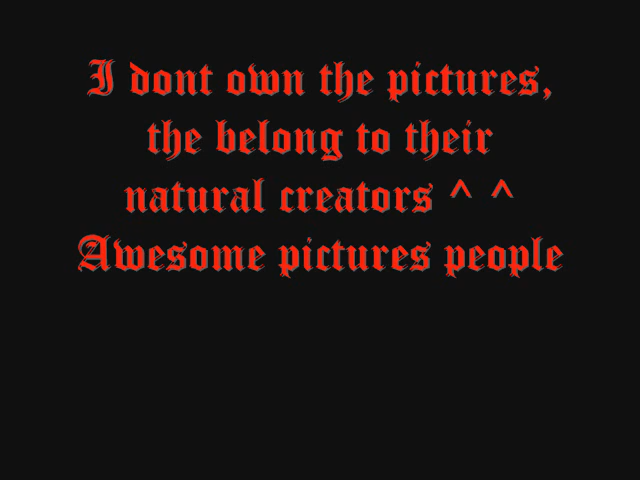 I dont own the pictures,
the belong to their
natural creators ^ ^
Awesome pictures people